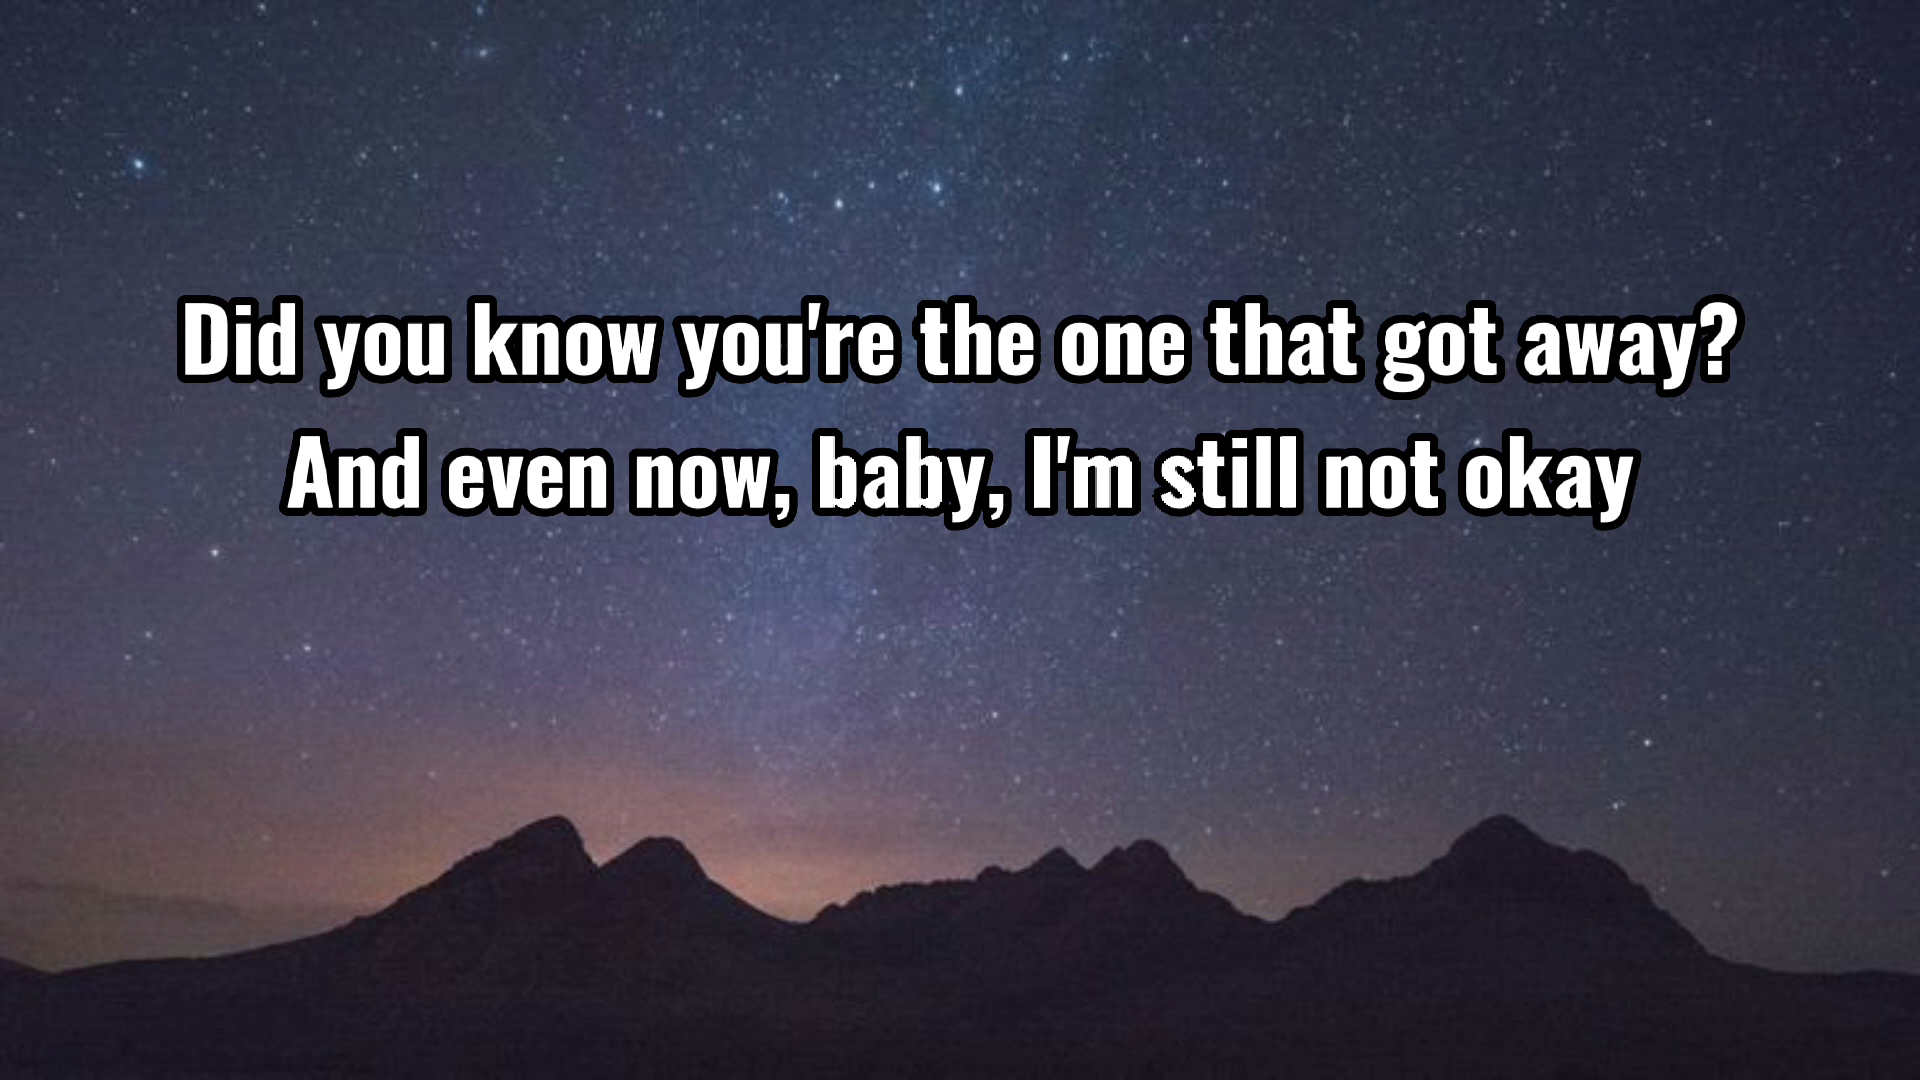 Did you know you're the one that got away?
And even now, baby, I'm still not okay